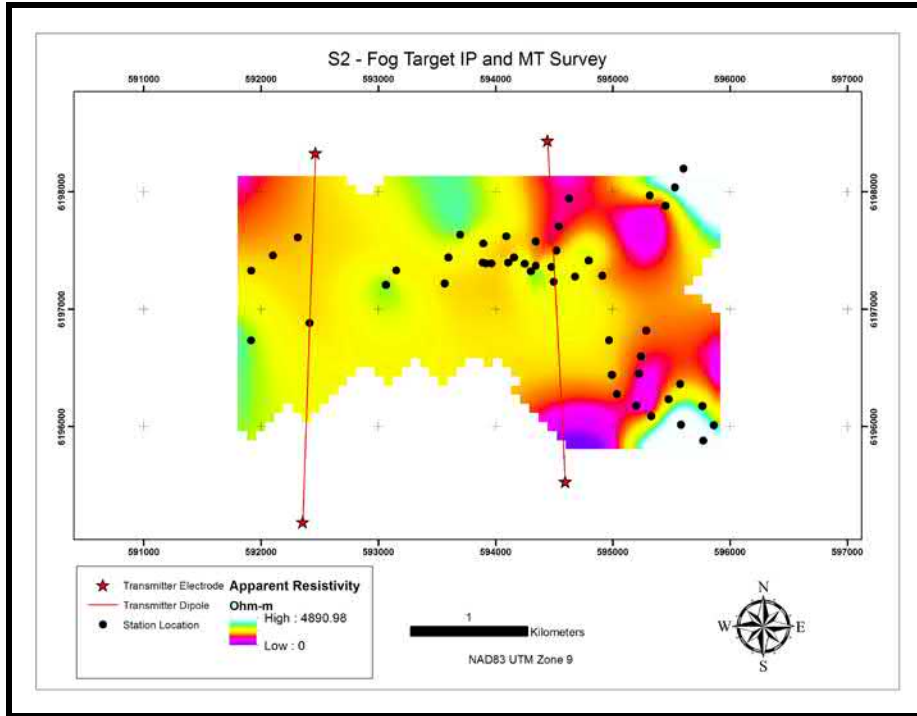 S2 - Fog Target IP and MT Survey
591000 592000 593000 594000 595000 596000 597000
6198000 6198000
6197000 6197000
6196000 6196000
591000 592000 593000 594000 595000 596000 597000
Transmitter Electrode
Transmitter Dipole
Station Location
Apparent Resistivity
Ohm-m
High : 4890.98
Low : 0
1
Kilometers
NAD83 UTM Zone 9
N
W E
S